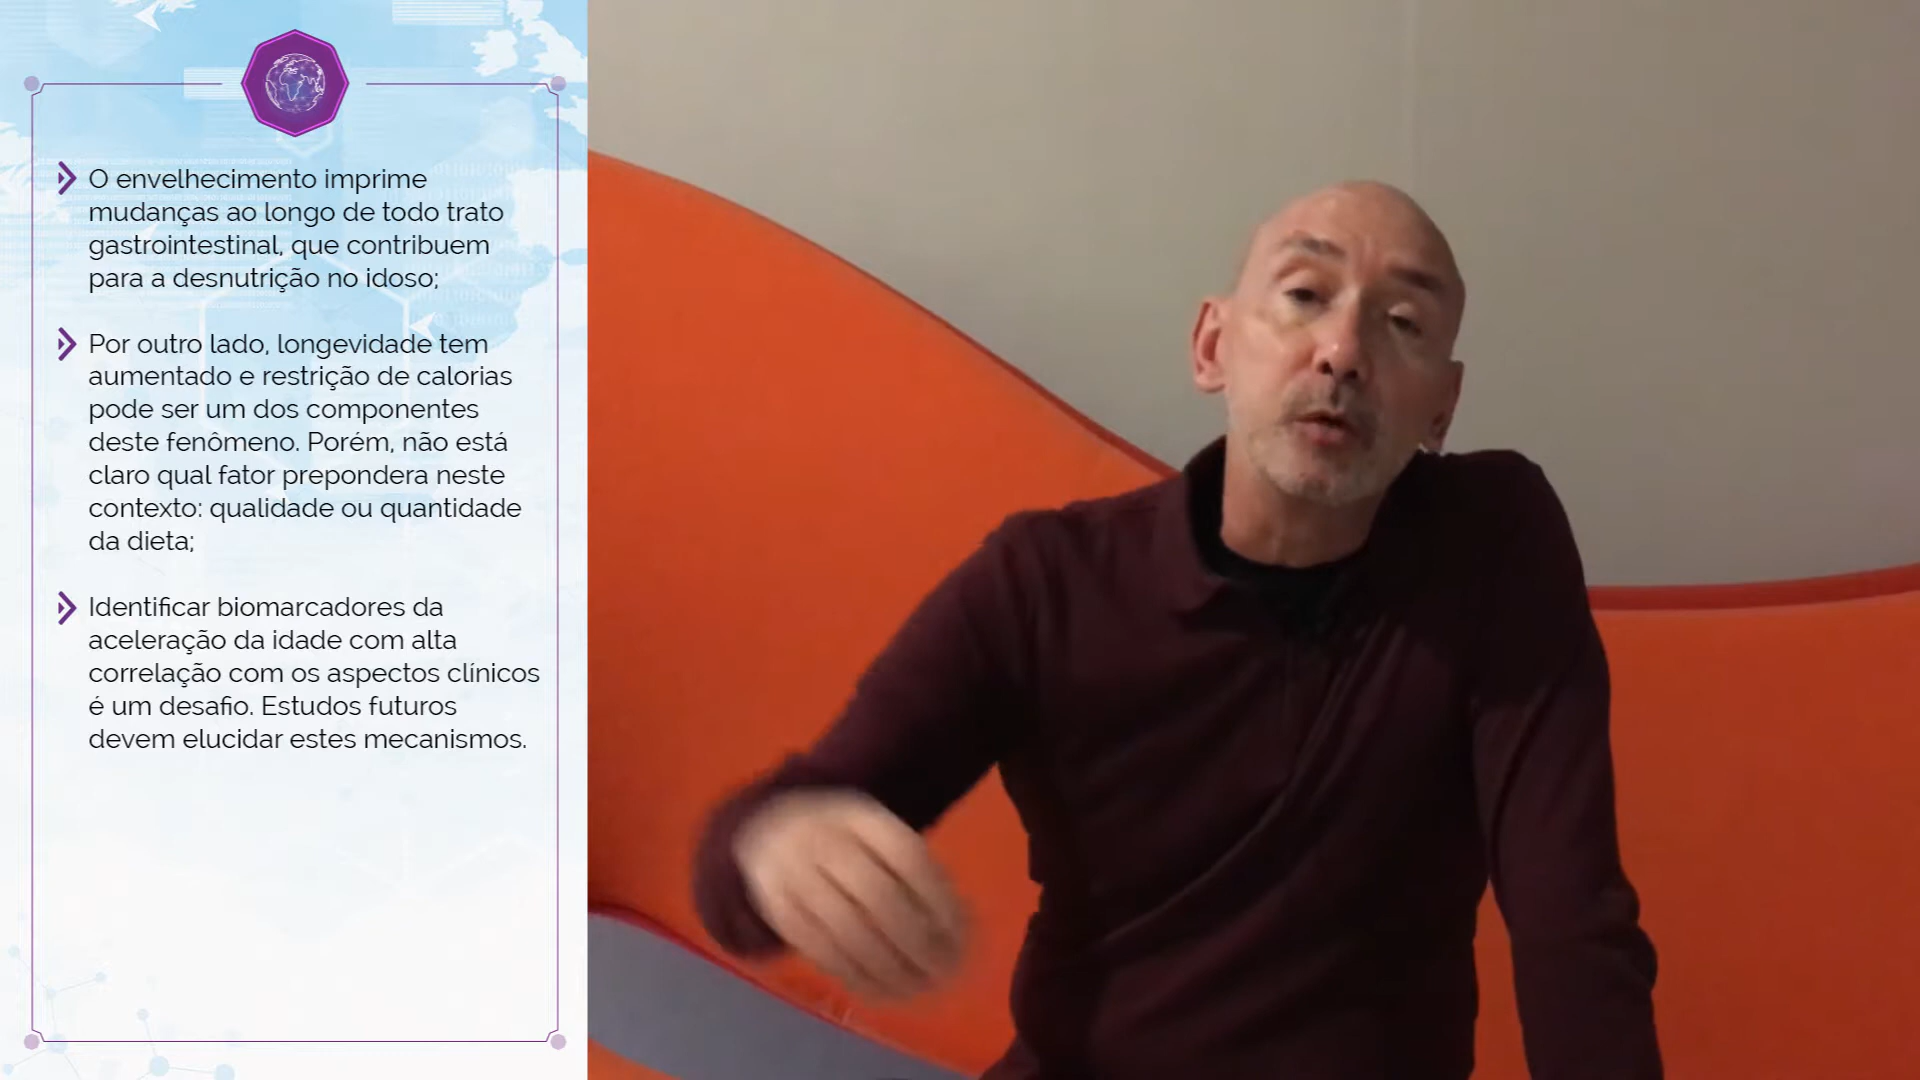 O envelhecimento imprime
mudanças ao longo de todo trato
gastrointestinal, que contribuem
para a desnutrição no idoso;
Por outro lado, longevidade tem
aumentado e restrição de calorias
pode ser um dos componentes
deste fenômeno. Porém, não está
claro qual fator prepondera neste
contexto: qualidade ou quantidade
da dieta;
Identificar biomarcadores da
aceleração da idade com alta
correlação com os aspectos clínicos
é um desafio. Estudos futuros
devem elucidar estes mecanismos.